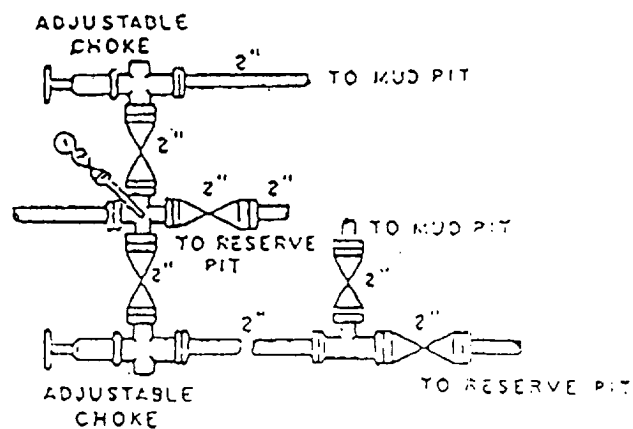 ADJUSTABLE
CHOKE
2"
TO MUD PIT
2"
2"
2"
TO RESERVE
PIT
TO MUD PIT
2"
2"
2"
2"
TO RESERVE PIT
ADJUSTABLE
CHOKE